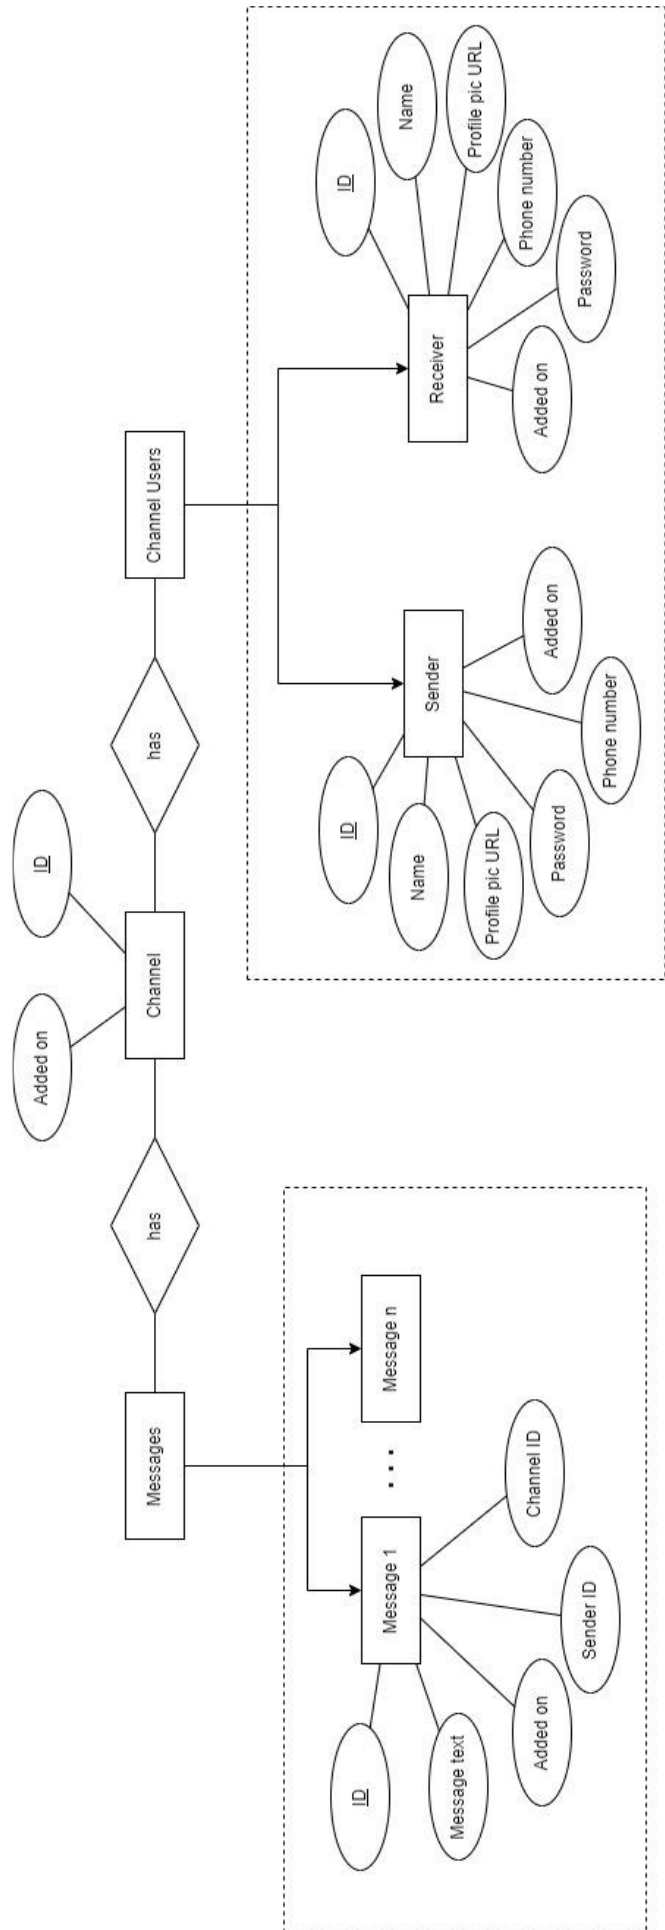 Added on
ID
Messages
has
Channel
has
Channel Users
Message 1
. . .
Message n
ID
Message text
Added on
Sender ID
Channel ID
Sender
ID
Name
Profile pic URL
Password
Phone number
Added on
Receiver
ID
Name
Profile pic URL
Phone number
Password
Added on